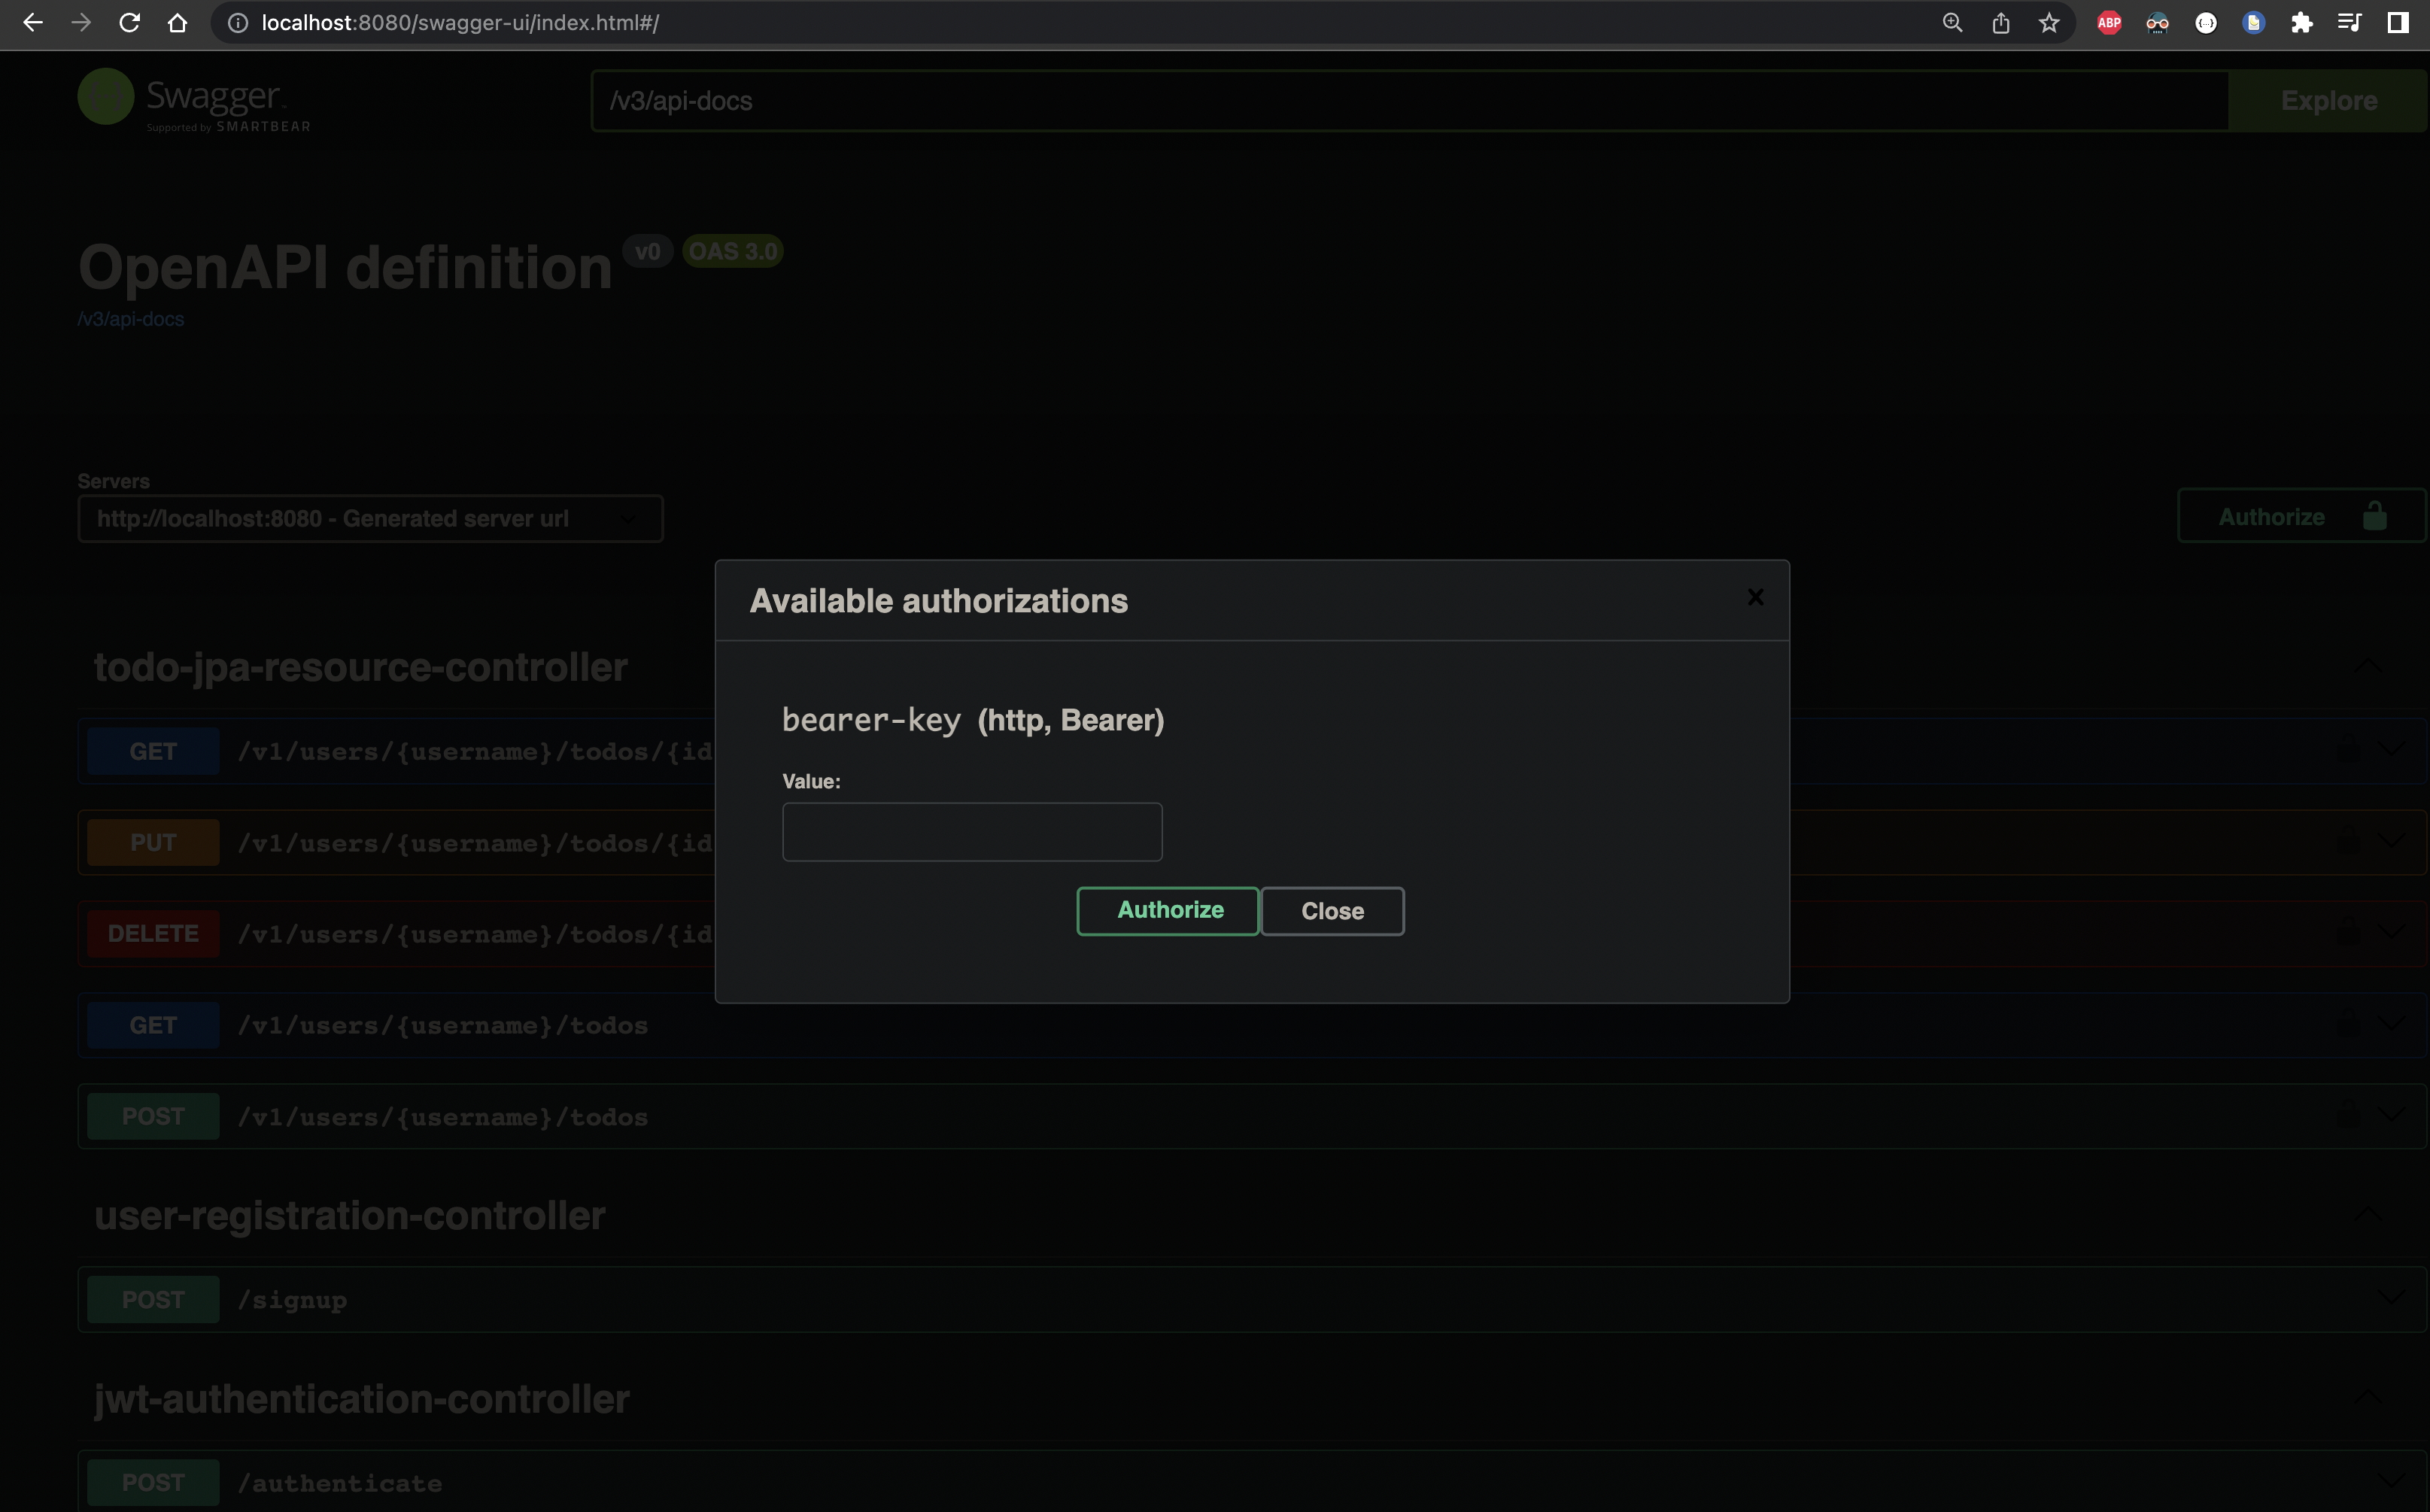 localhost:8080/swagger-ui/index.html#/
ABP
Swagger
Supported by SMARTBEAR
/v3/api-docs
Explore
OpenAPI definition v0 OAS 3.0
/v3/api-docs
Servers
http://localhost:8080 - Generated server url
Authorize
Available authorizations
todo-jpa-resource-controller
bearer-key (http, Bearer)
Value:
Authorize Close
GET /v1/users/{username}/todos/{id
PUT /v1/users/{username}/todos/{id
DELETE /v1/users/{username}/todos/{id
GET /v1/users/{username}/todos
POST /v1/users/{username}/todos
user-registration-controller
POST /signup
jwt-authentication-controller
POST /authenticate